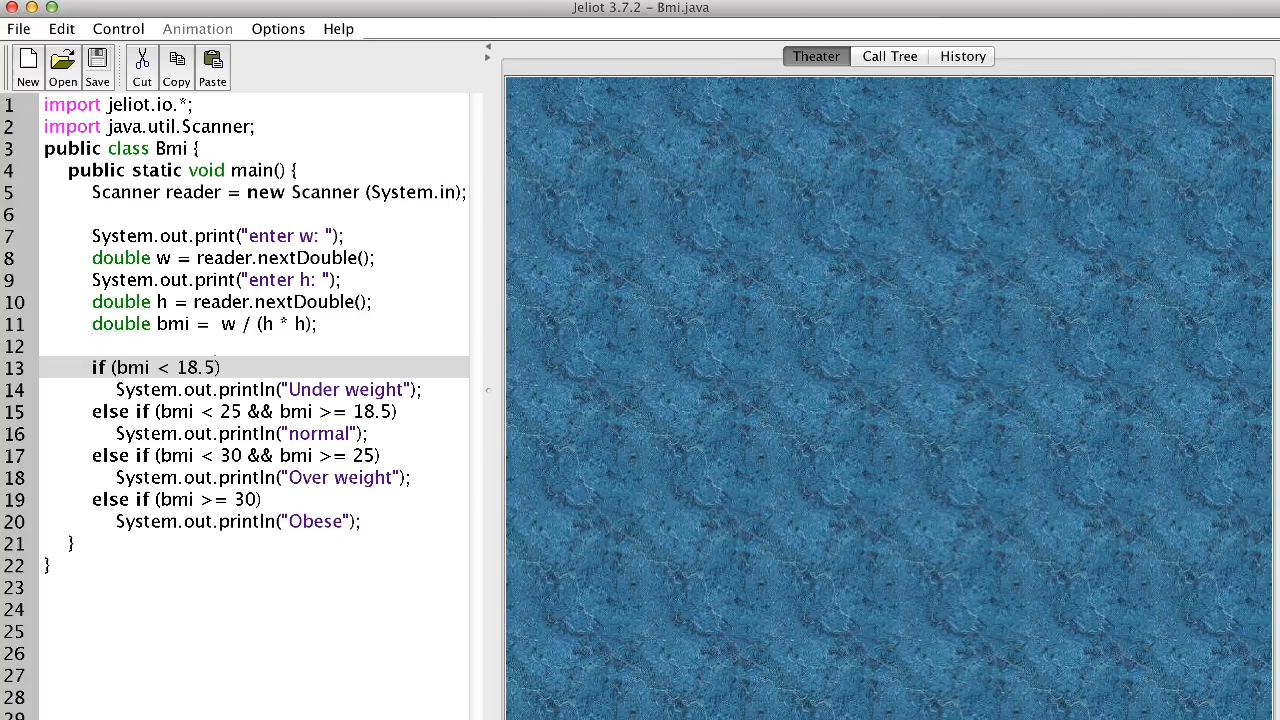 Jeliot 3.7.2 - Bmi.java
File Edit Control Animation Options Help
New Open Save Cut Copy Paste
Theater Call Tree History
1 import jeliot.io.*;
2 import java.util.Scanner;
3 public class Bmi {
4 public static void main() {
5 Scanner reader = new Scanner (System.in);
6
7 System.out.print("enter w: ");
8 double w = reader.nextDouble();
9 System.out.print("enter h: ");
10 double h = reader.nextDouble();
11 double bmi =  w / (h * h);
12
13 if (bmi < 18.5)
14 System.out.println("Under weight");
15 else if (bmi < 25 && bmi >= 18.5)
16 System.out.println("normal");
17 else if (bmi < 30 && bmi >= 25)
18 System.out.println("Over weight");
19 else if (bmi >= 30)
20 System.out.println("Obese");
21 }
22 }
23
24
25
26
27
28
29